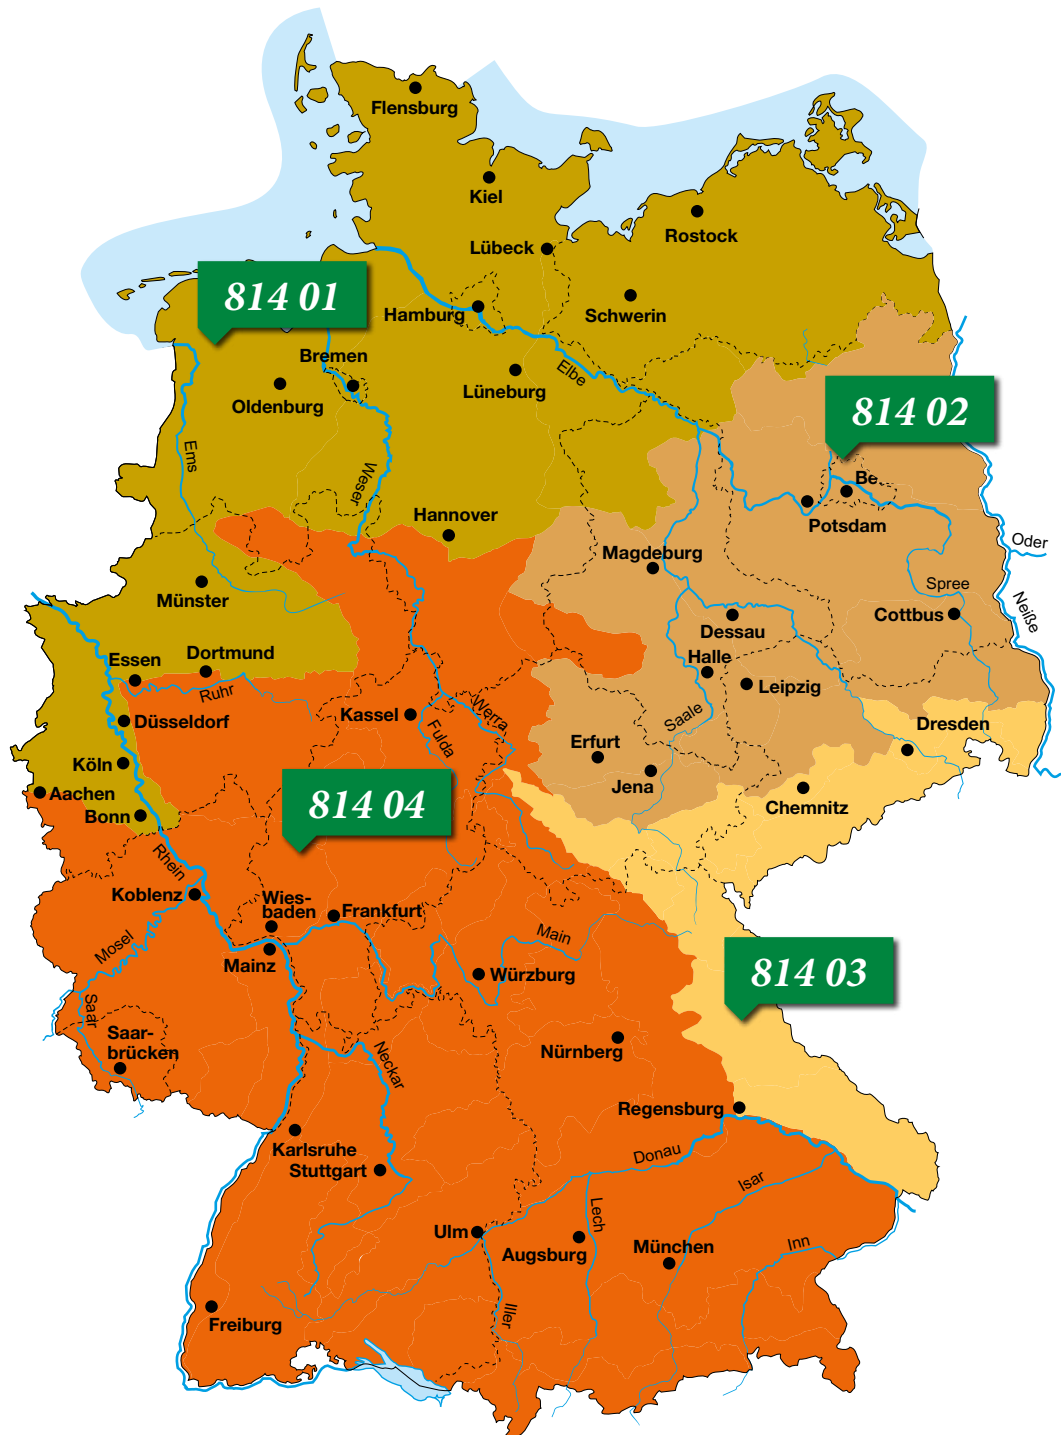 Flensburg
Kiel
Rostock
Lübeck
814 01
Hamburg
Schwerin
Bremen
Elbe
Lüneburg
Oldenburg
814 02
Ems
Weser
Be
Hannover
Potsdam
Oder
Magdeburg
Spree
Münster
Neiße
Cottbus
Dessau
Essen
Dortmund
Halle
Leipzig
Ruhr
Düsseldorf
Kassel
Werra
Saale
Dresden
Fulda
Erfurt
Köln
Jena
Aachen
814 04
Chemnitz
Bonn
Rhein
Koblenz
Wies-
baden
Frankfurt
Mosel
Main
Mainz
Würzburg
814 03
Saar
Saar-
brücken
Nürnberg
Neckar
Regensburg
Karlsruhe
Stuttgart
Donau
Isar
Lech
Ulm
Augsburg
München
Inn
Iller
Freiburg